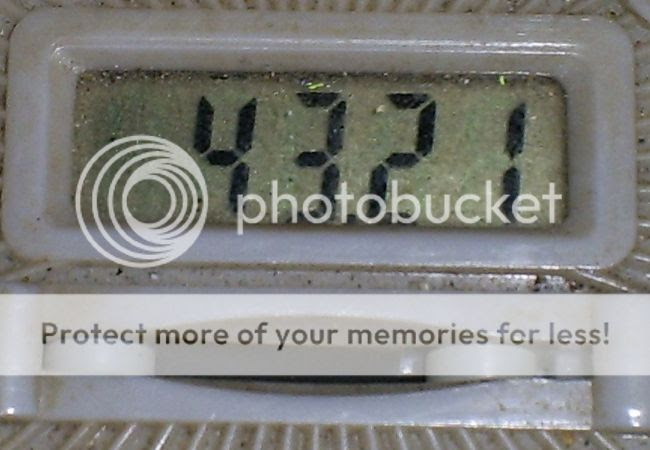 4321
photobucket
Protect more of your memories for less!